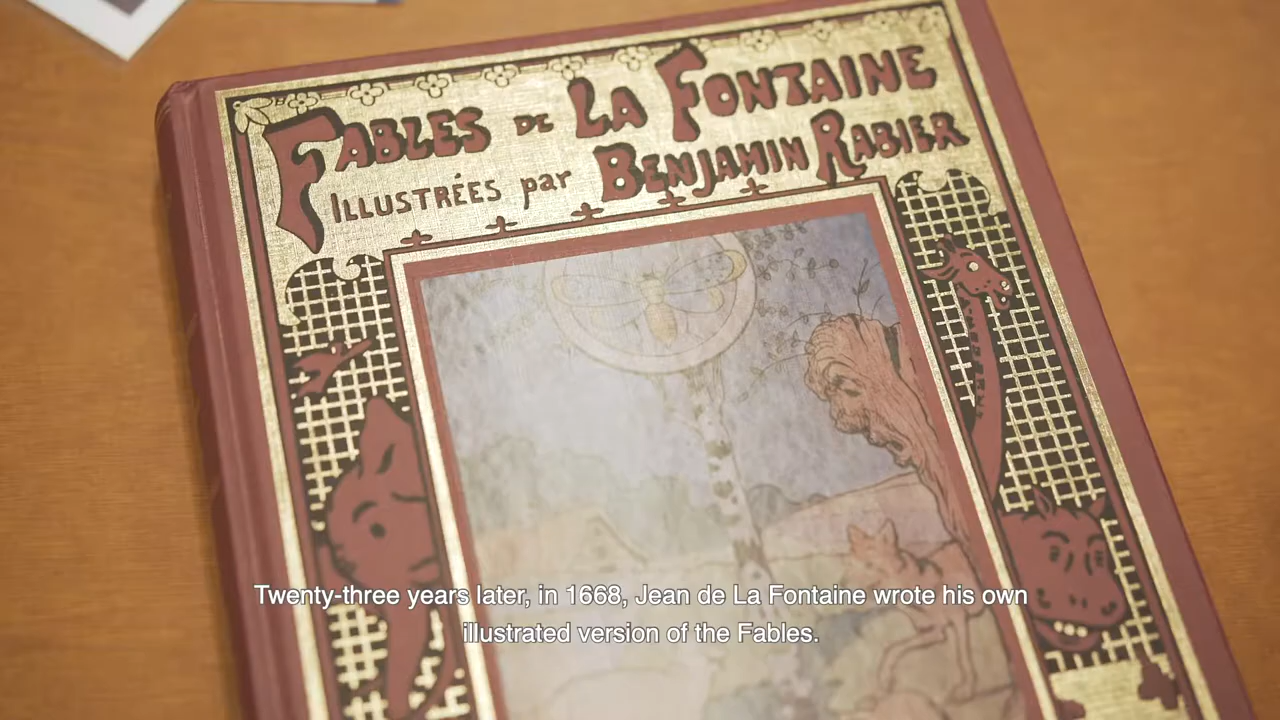 FABLES DE LA FONTAINE
ILLUSTRÉES par BENJAMIN RABIER
Twenty-three years later, in 1668, Jean de La Fontaine wrote his own
illustrated version of the Fables.